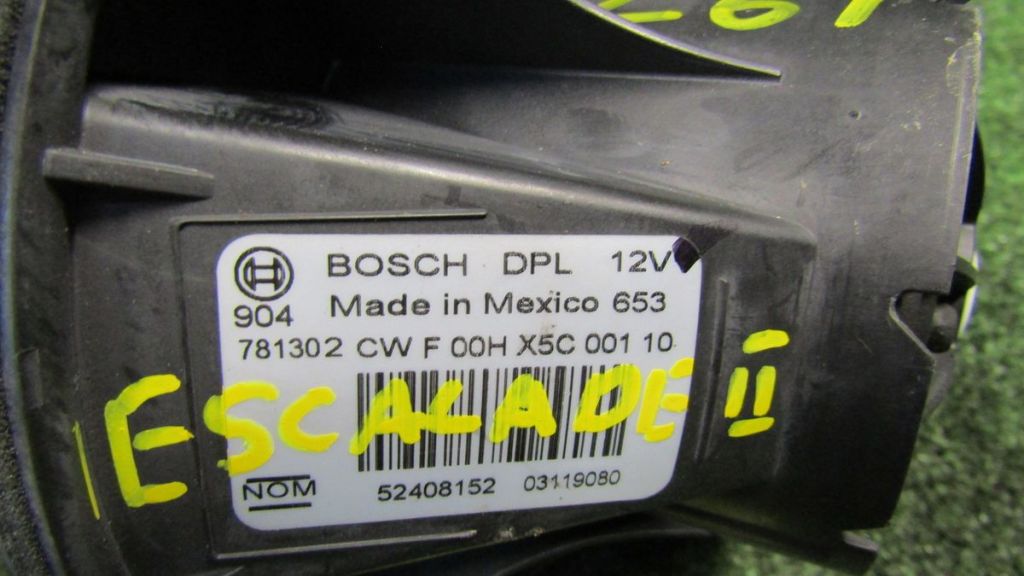 BOSCH DPL 12V
904 Made in Mexico 653
781302 CW F 00H X5C 001 10
ESCALADE II
NOM 52408152 03119080